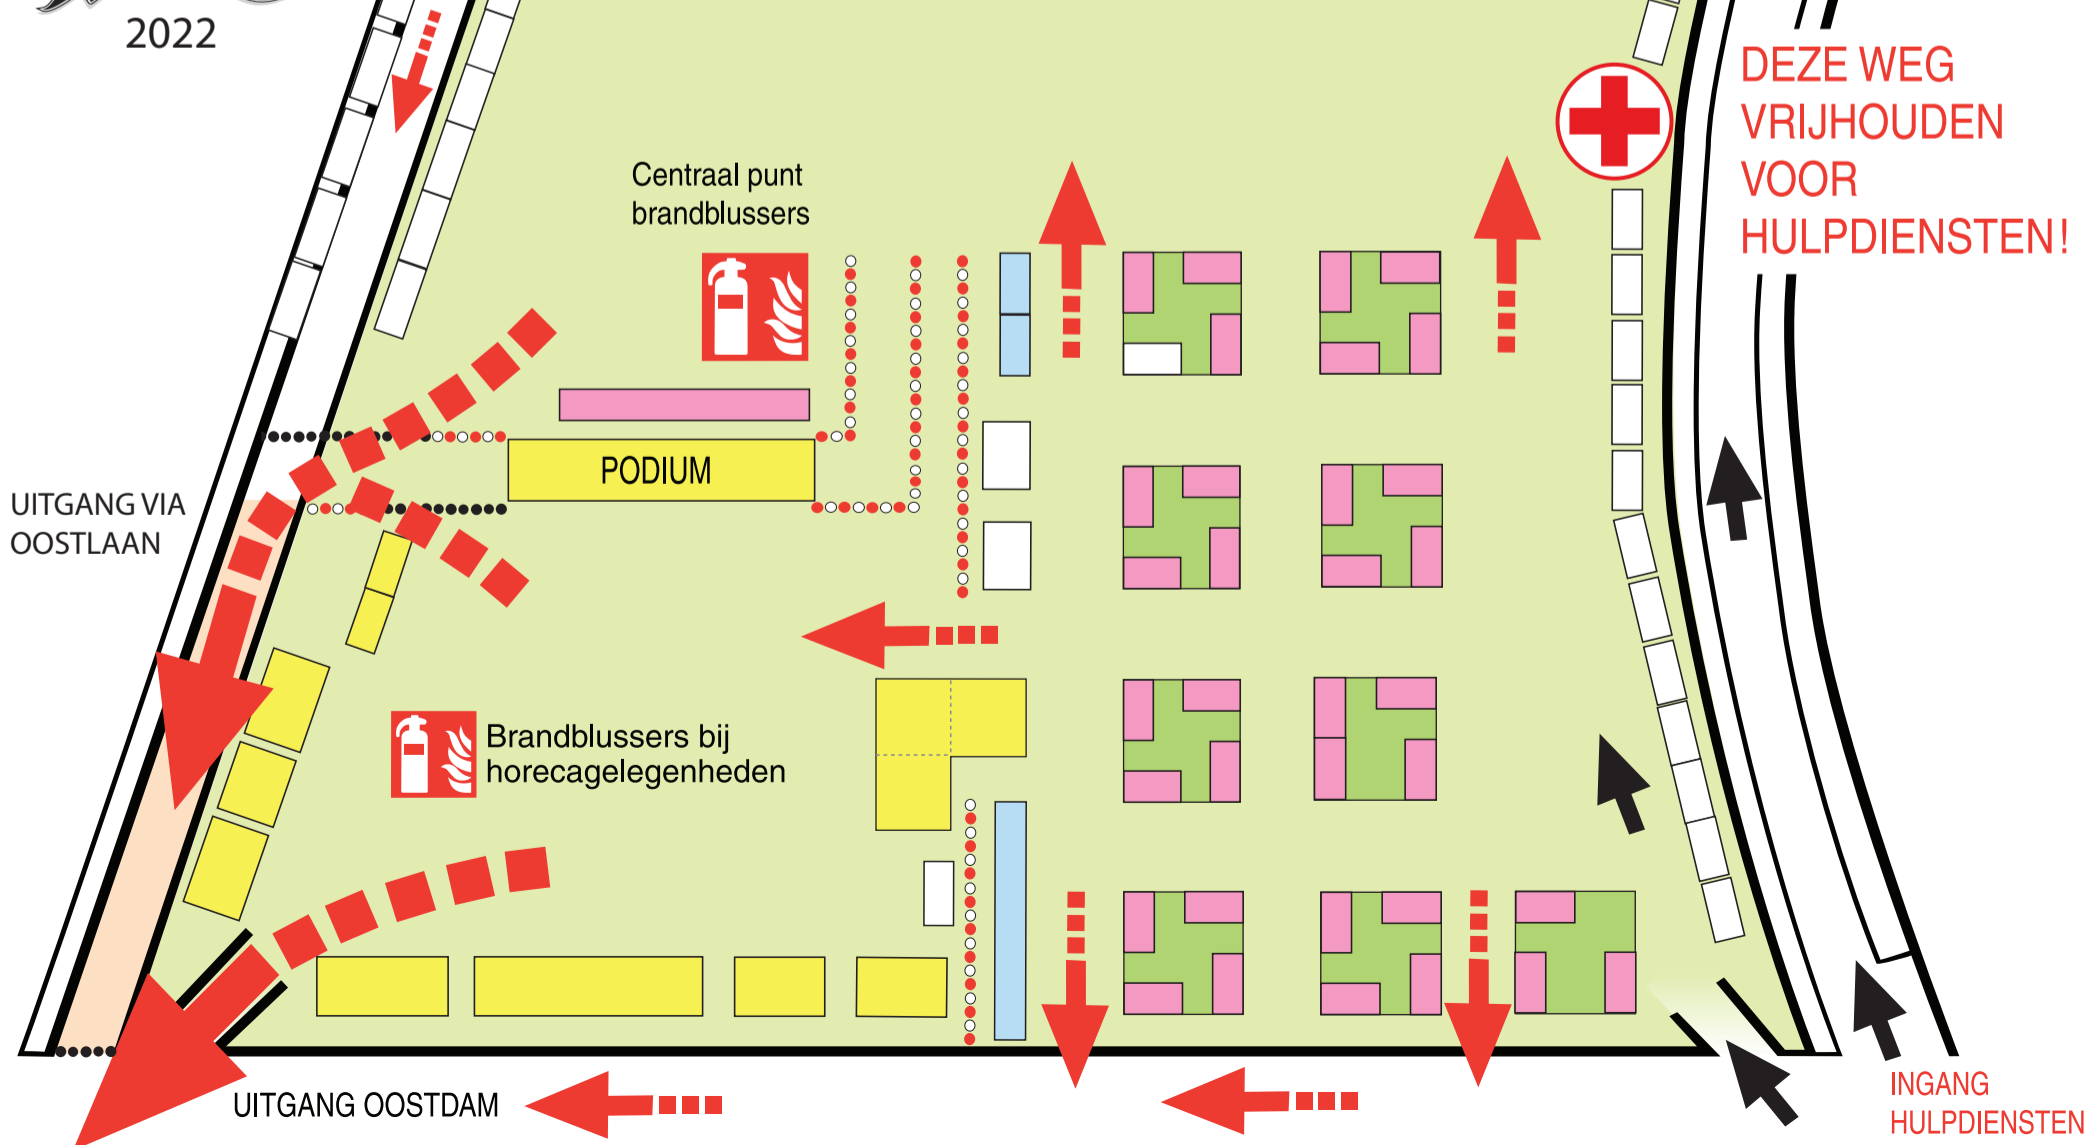 2022
DEZE WEG
VRIJHOUDEN
VOOR
HULPDIENSTEN!
Centraal punt
brandblussers
PODIUM
UITGANG VIA
OOSTLAAN
Brandblussers bij
horecagelegenheden
UITGANG OOSTDAM
INGANG
HULPDIENSTEN